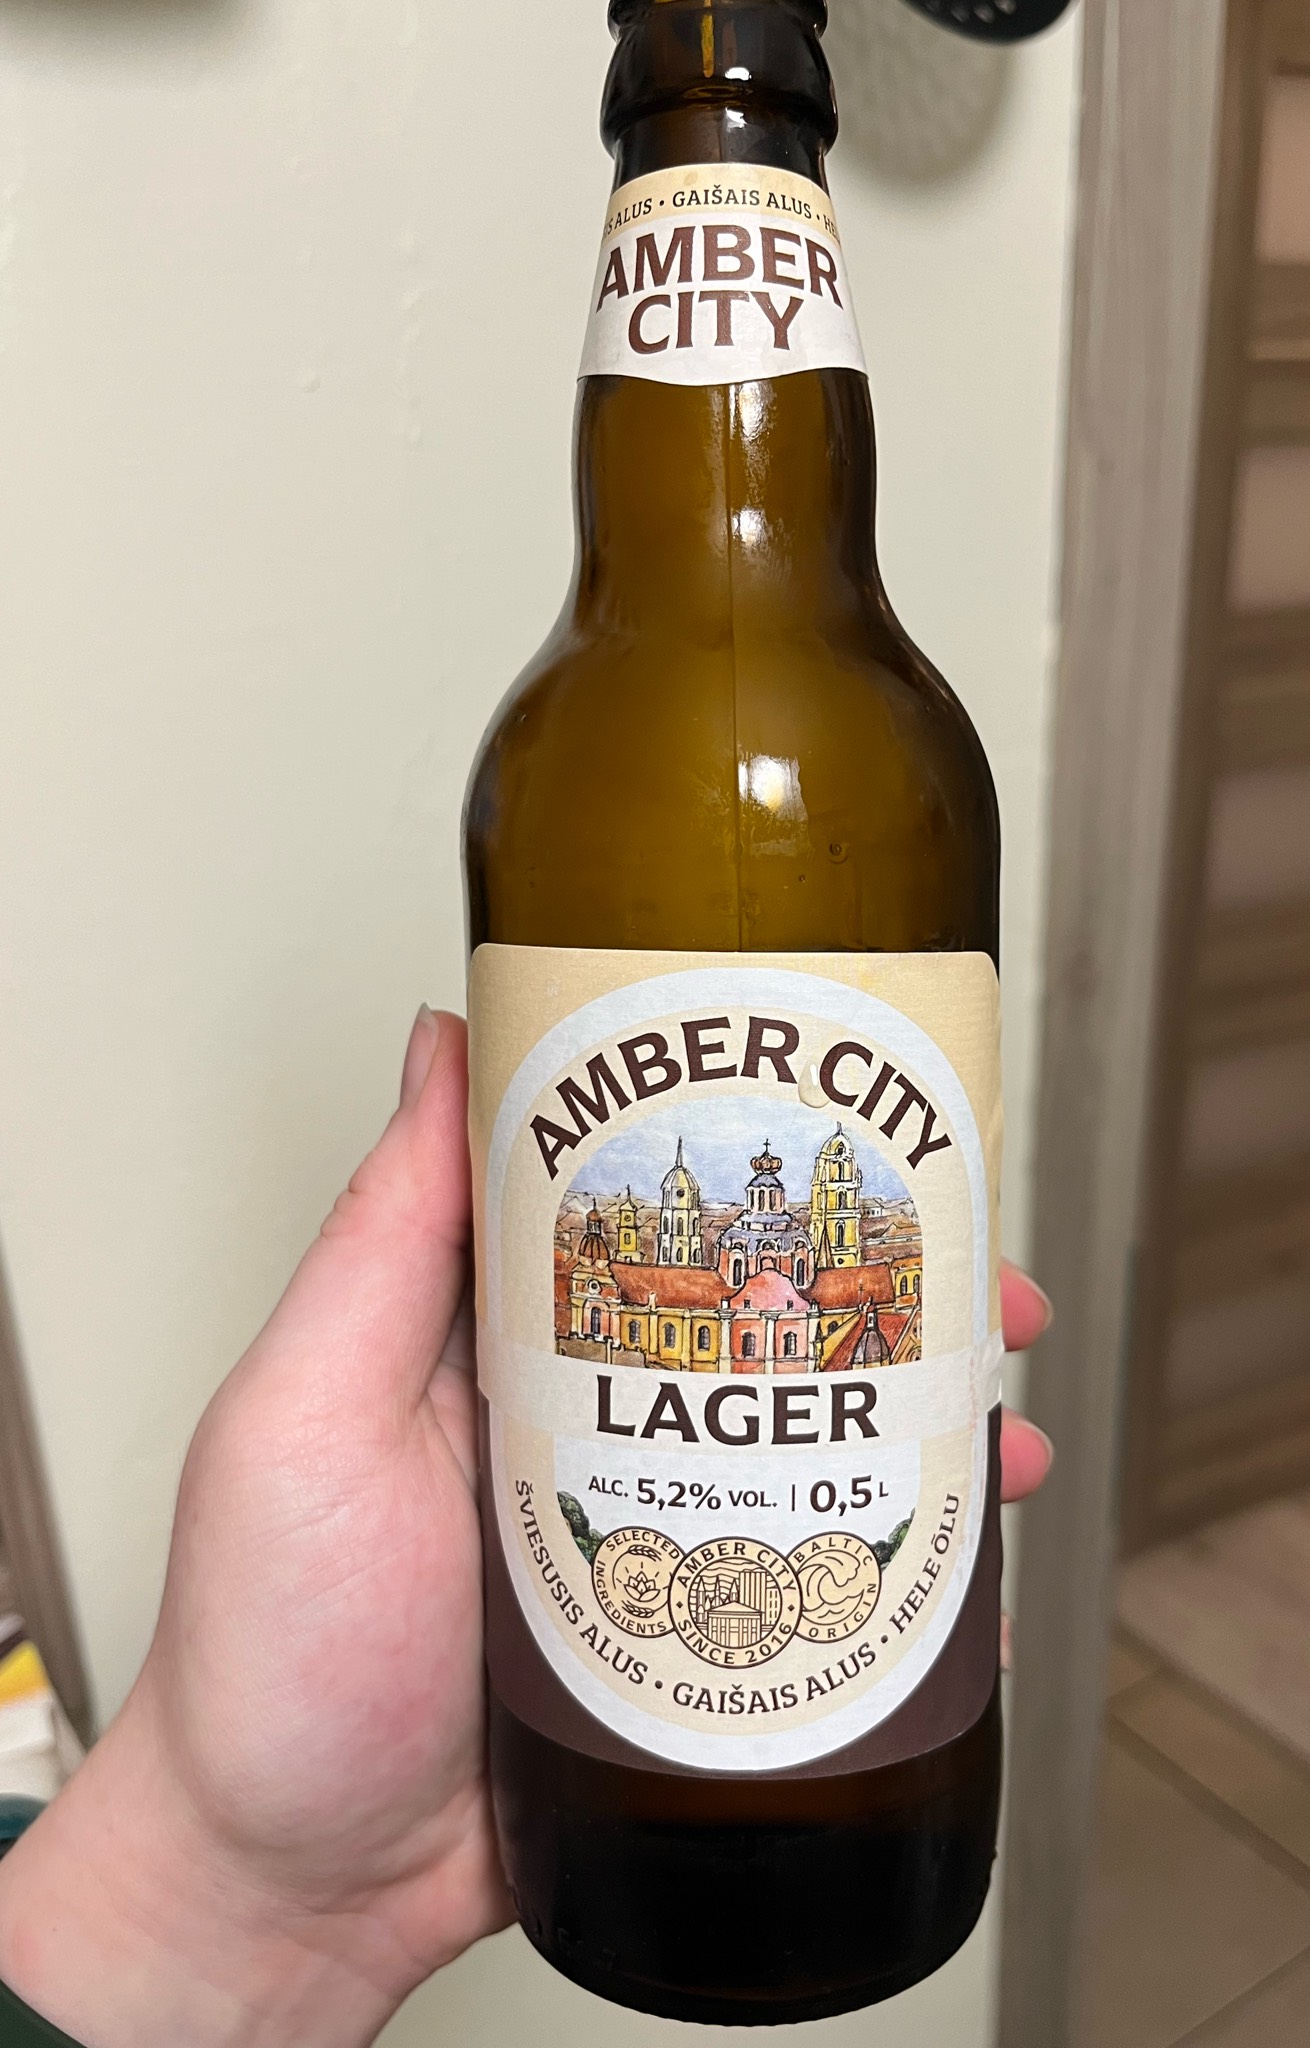 ALUS • GAIŠAIS ALUS •
AMBER
CITY
AMBER CITY
LAGER
ALC. 5,2% VOL. | 0,5 L
SELECTED INGREDIENTS
AMBER CITY • SINCE 2016 •
BALTIC ORIGIN
ŠVIESUSIS ALUS • GAIŠAIS ALUS • HELE ÕLU